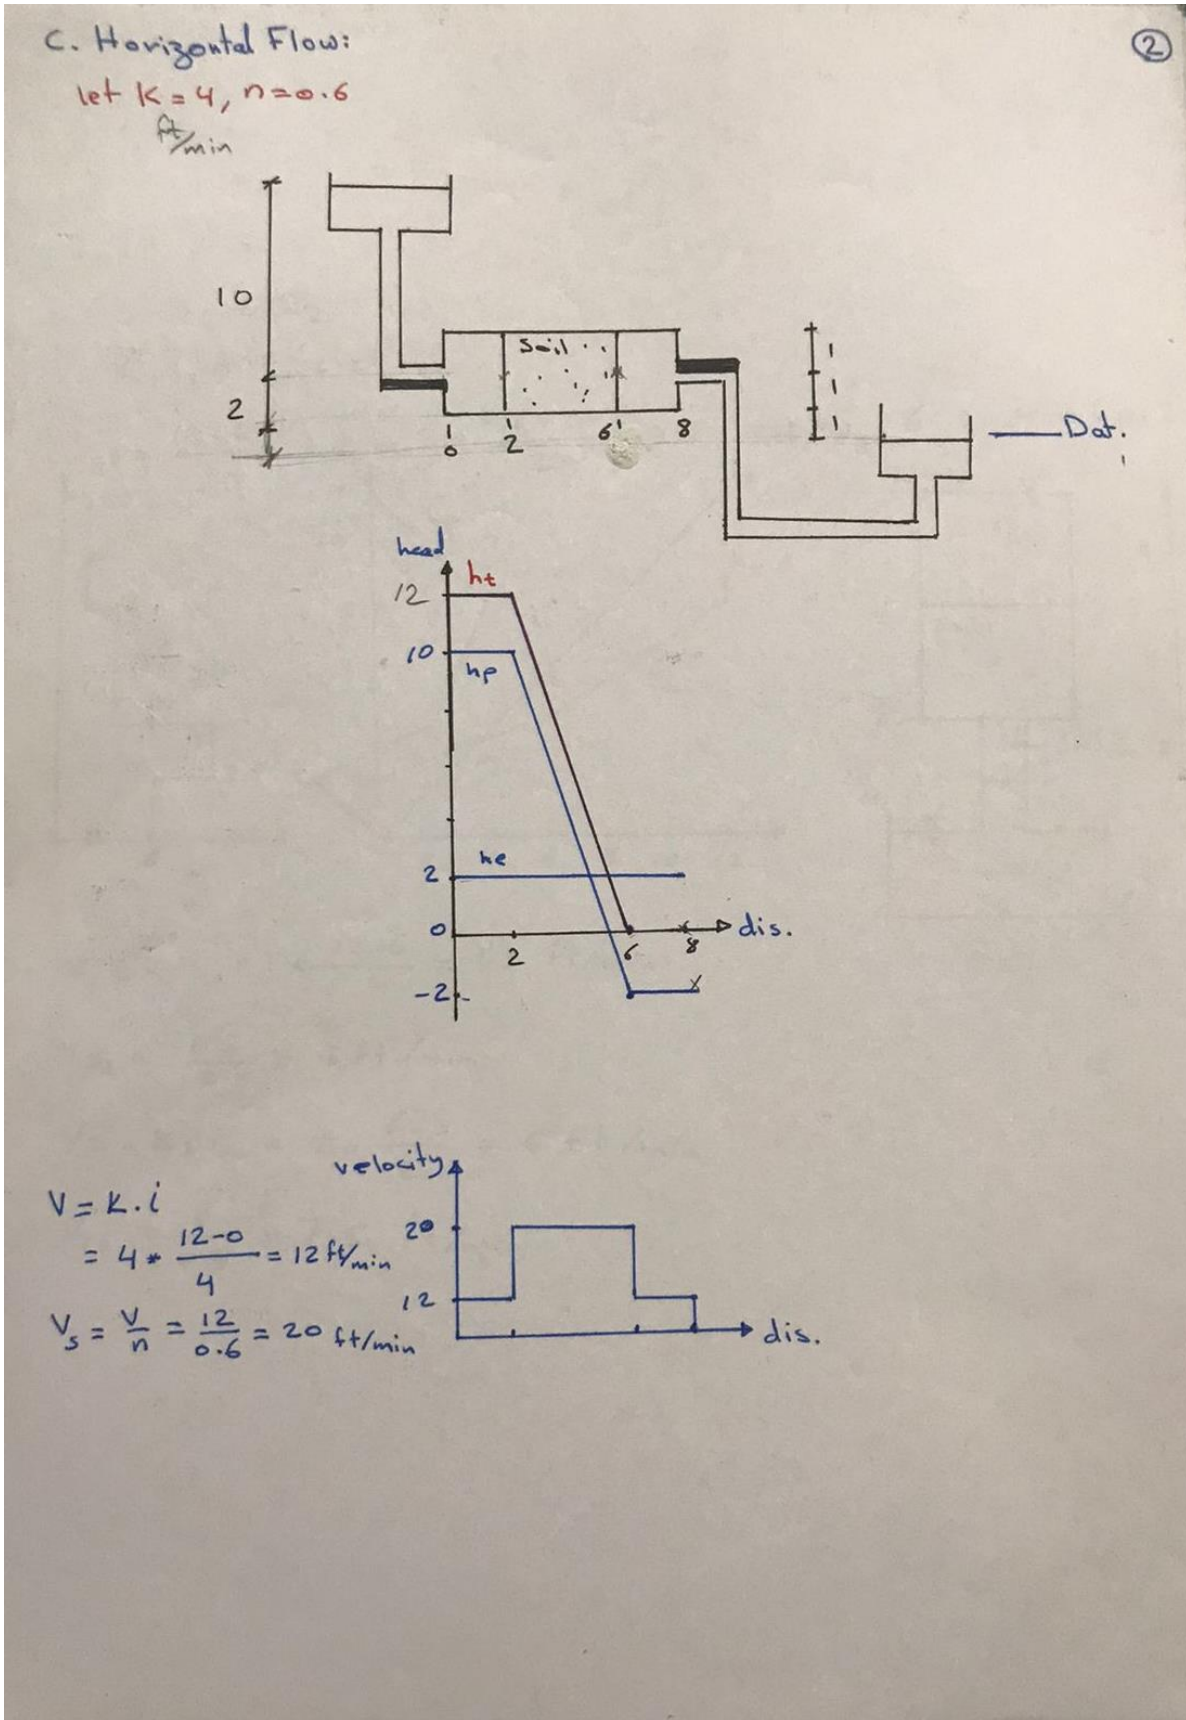 C. Horizontal Flow:
2
let K = 4, n = 0.6
ft/min
10
2
Soil
0 2 6 8
Dat.
head
ht
12
10
hp
he
2
0
2 6 8
dis.
-2
velocity
V = K.i
= 4 * 12-0/4 = 12 ft/min
20
12
Vs = V/n = 12/0.6 = 20 ft/min
dis.